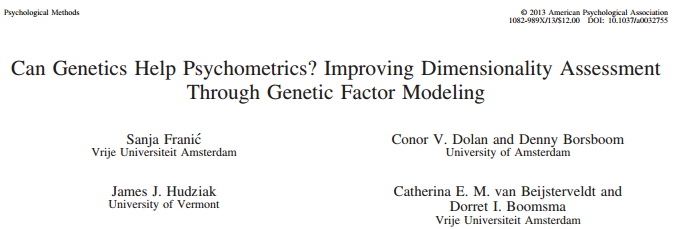 Psychological Methods
© 2013 American Psychological Association
1082-989X/13/$12.00 DOI: 10.1037/a0032755
Can Genetics Help Psychometrics? Improving Dimensionality Assessment
Through Genetic Factor Modeling
Sanja Franić
Vrije Universiteit Amsterdam
Conor V. Dolan and Denny Borsboom
University of Amsterdam
James J. Hudziak
University of Vermont
Catherina E. M. van Beijsterveldt and
Dorret I. Boomsma
Vrije Universiteit Amsterdam